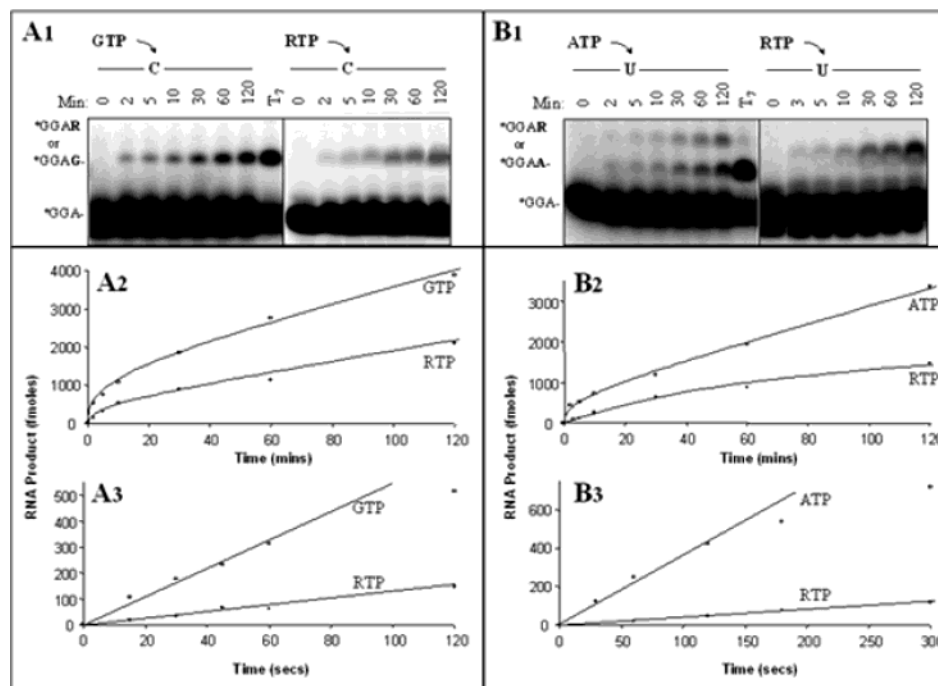 A1
GTP RTP
C C
Min: 0 2 5 10 30 60 120 T7 0 2 5 10 30 60 120
*GGAR
or
*GGAG-
*GGA-
B1
ATP RTP
U U
Min: 0 2 5 10 30 60 120 T7 0 3 5 10 30 60 120
*GGAR
or
*GGAA-
*GGA-
RNA Product (fmoles)
A2
4000
3000
2000
1000
0
GTP
RTP
0 20 40 60 80 100 120
Time (mins)
A3
500
400
300
200
100
0
GTP
RTP
0 20 40 60 80 100 120
Time (secs)
RNA Product (fmoles)
B2
3000
2000
1000
0
ATP
RTP
0 20 40 60 80 100 120
Time (mins)
B3
600
400
200
0
ATP
RTP
0 50 100 150 200 250 300
Time (secs)